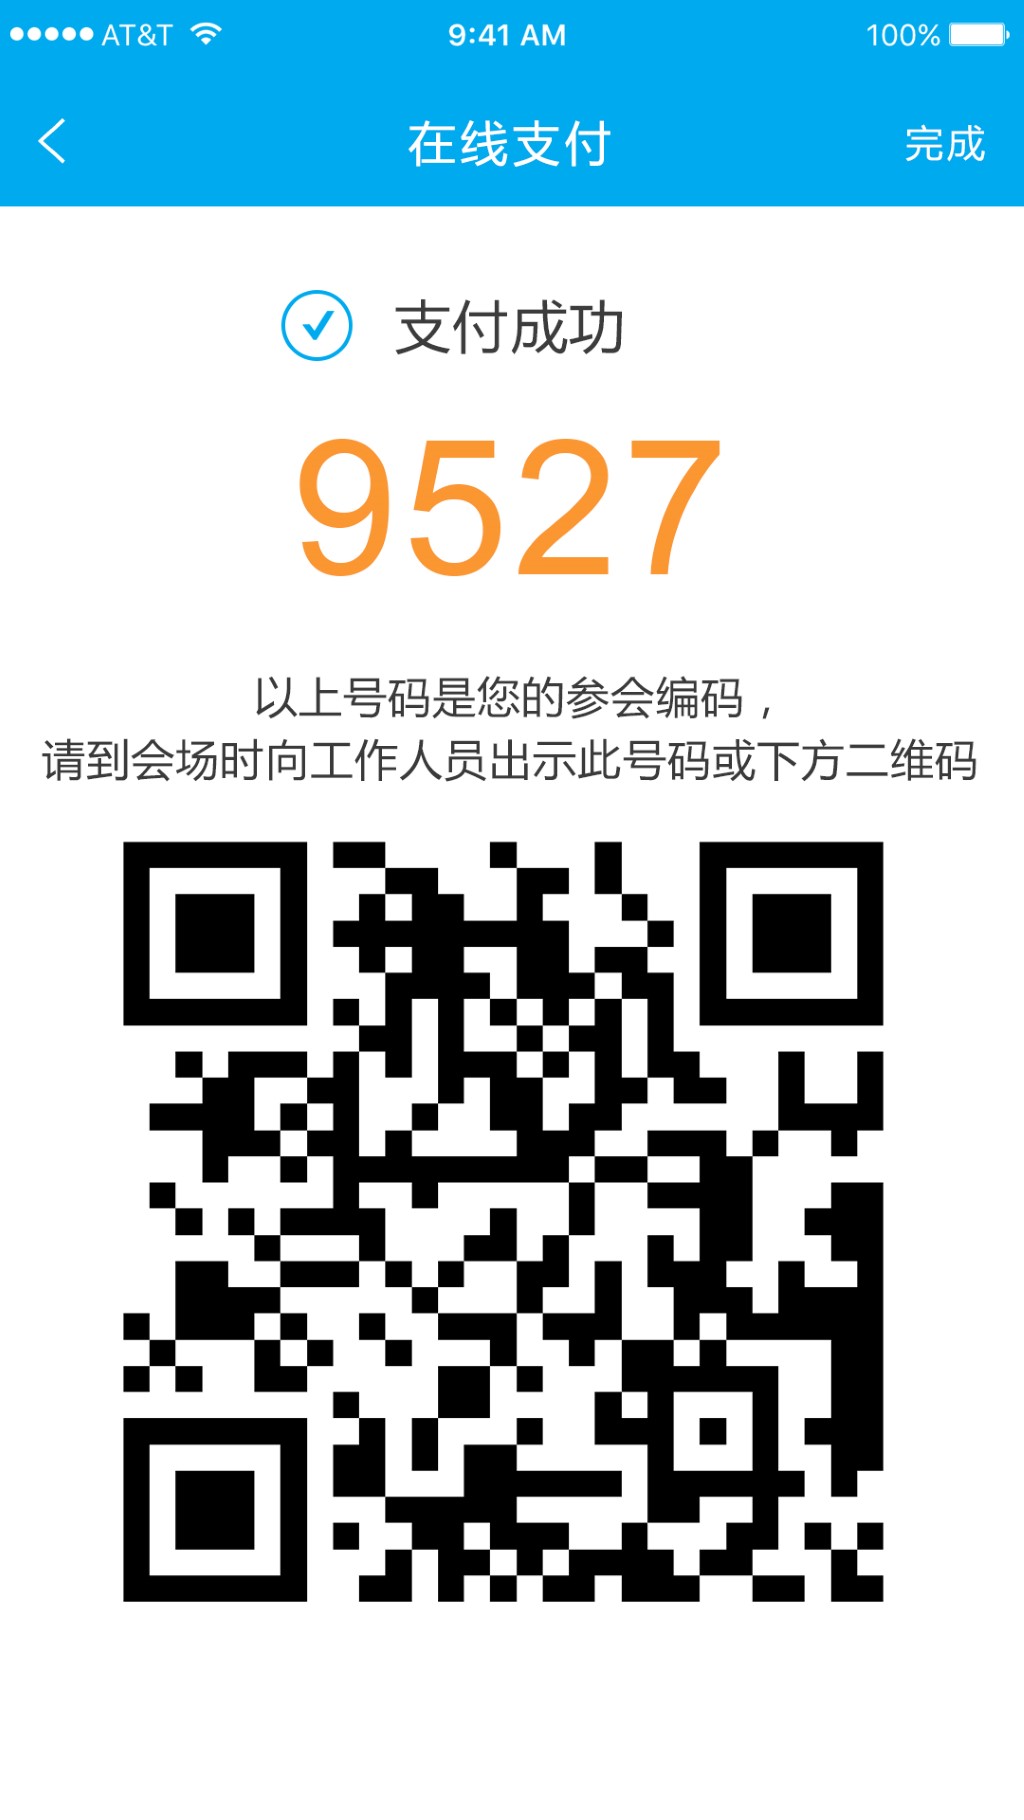 ●●●●● AT&T 9:41 AM 100%
在线支付 完成
支付成功
9527
以上号码是您的参会编码，
请到会场时向工作人员出示此号码或下方二维码